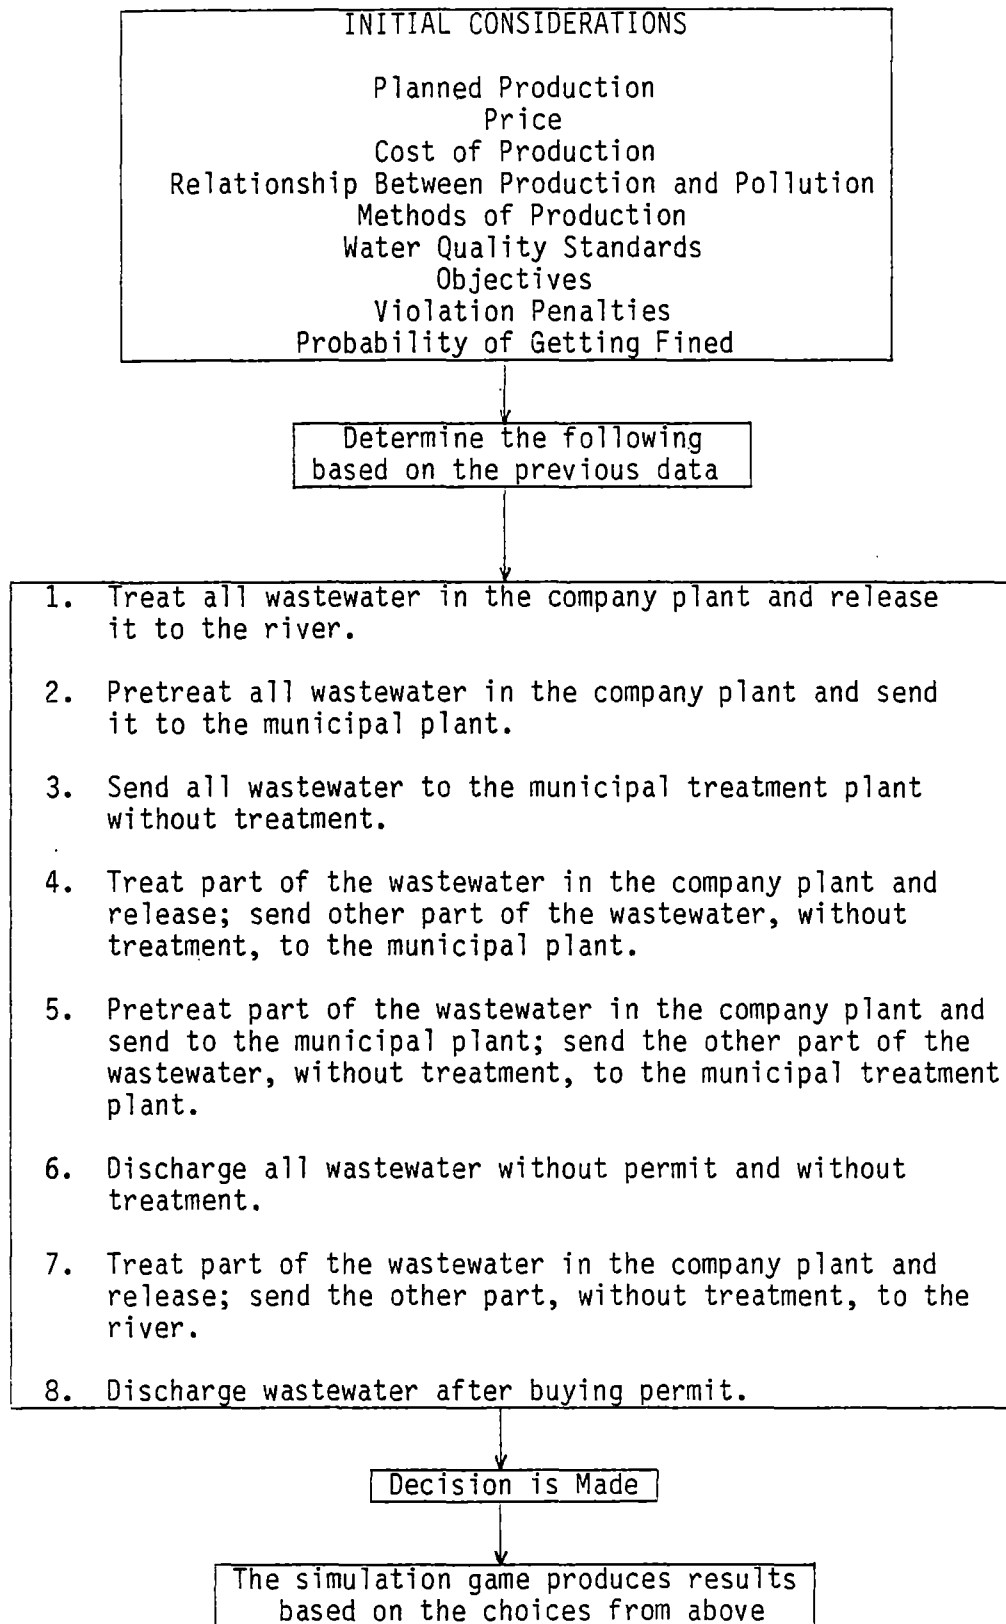 INITIAL CONSIDERATIONS
Planned Production
Price
Cost of Production
Relationship Between Production and Pollution
Methods of Production
Water Quality Standards
Objectives
Violation Penalties
Probability of Getting Fined
Determine the following
based on the previous data
1. Treat all wastewater in the company plant and release
it to the river.
2. Pretreat all wastewater in the company plant and send
it to the municipal plant.
3. Send all wastewater to the municipal treatment plant
without treatment.
4. Treat part of the wastewater in the company plant and
release; send other part of the wastewater, without
treatment, to the municipal plant.
5. Pretreat part of the wastewater in the company plant and
send to the municipal plant; send the other part of the
wastewater, without treatment, to the municipal treatment
plant.
6. Discharge all wastewater without permit and without
treatment.
7. Treat part of the wastewater in the company plant and
release; send the other part, without treatment, to the
river.
8. Discharge wastewater after buying permit.
Decision is Made
The simulation game produces results
based on the choices from above